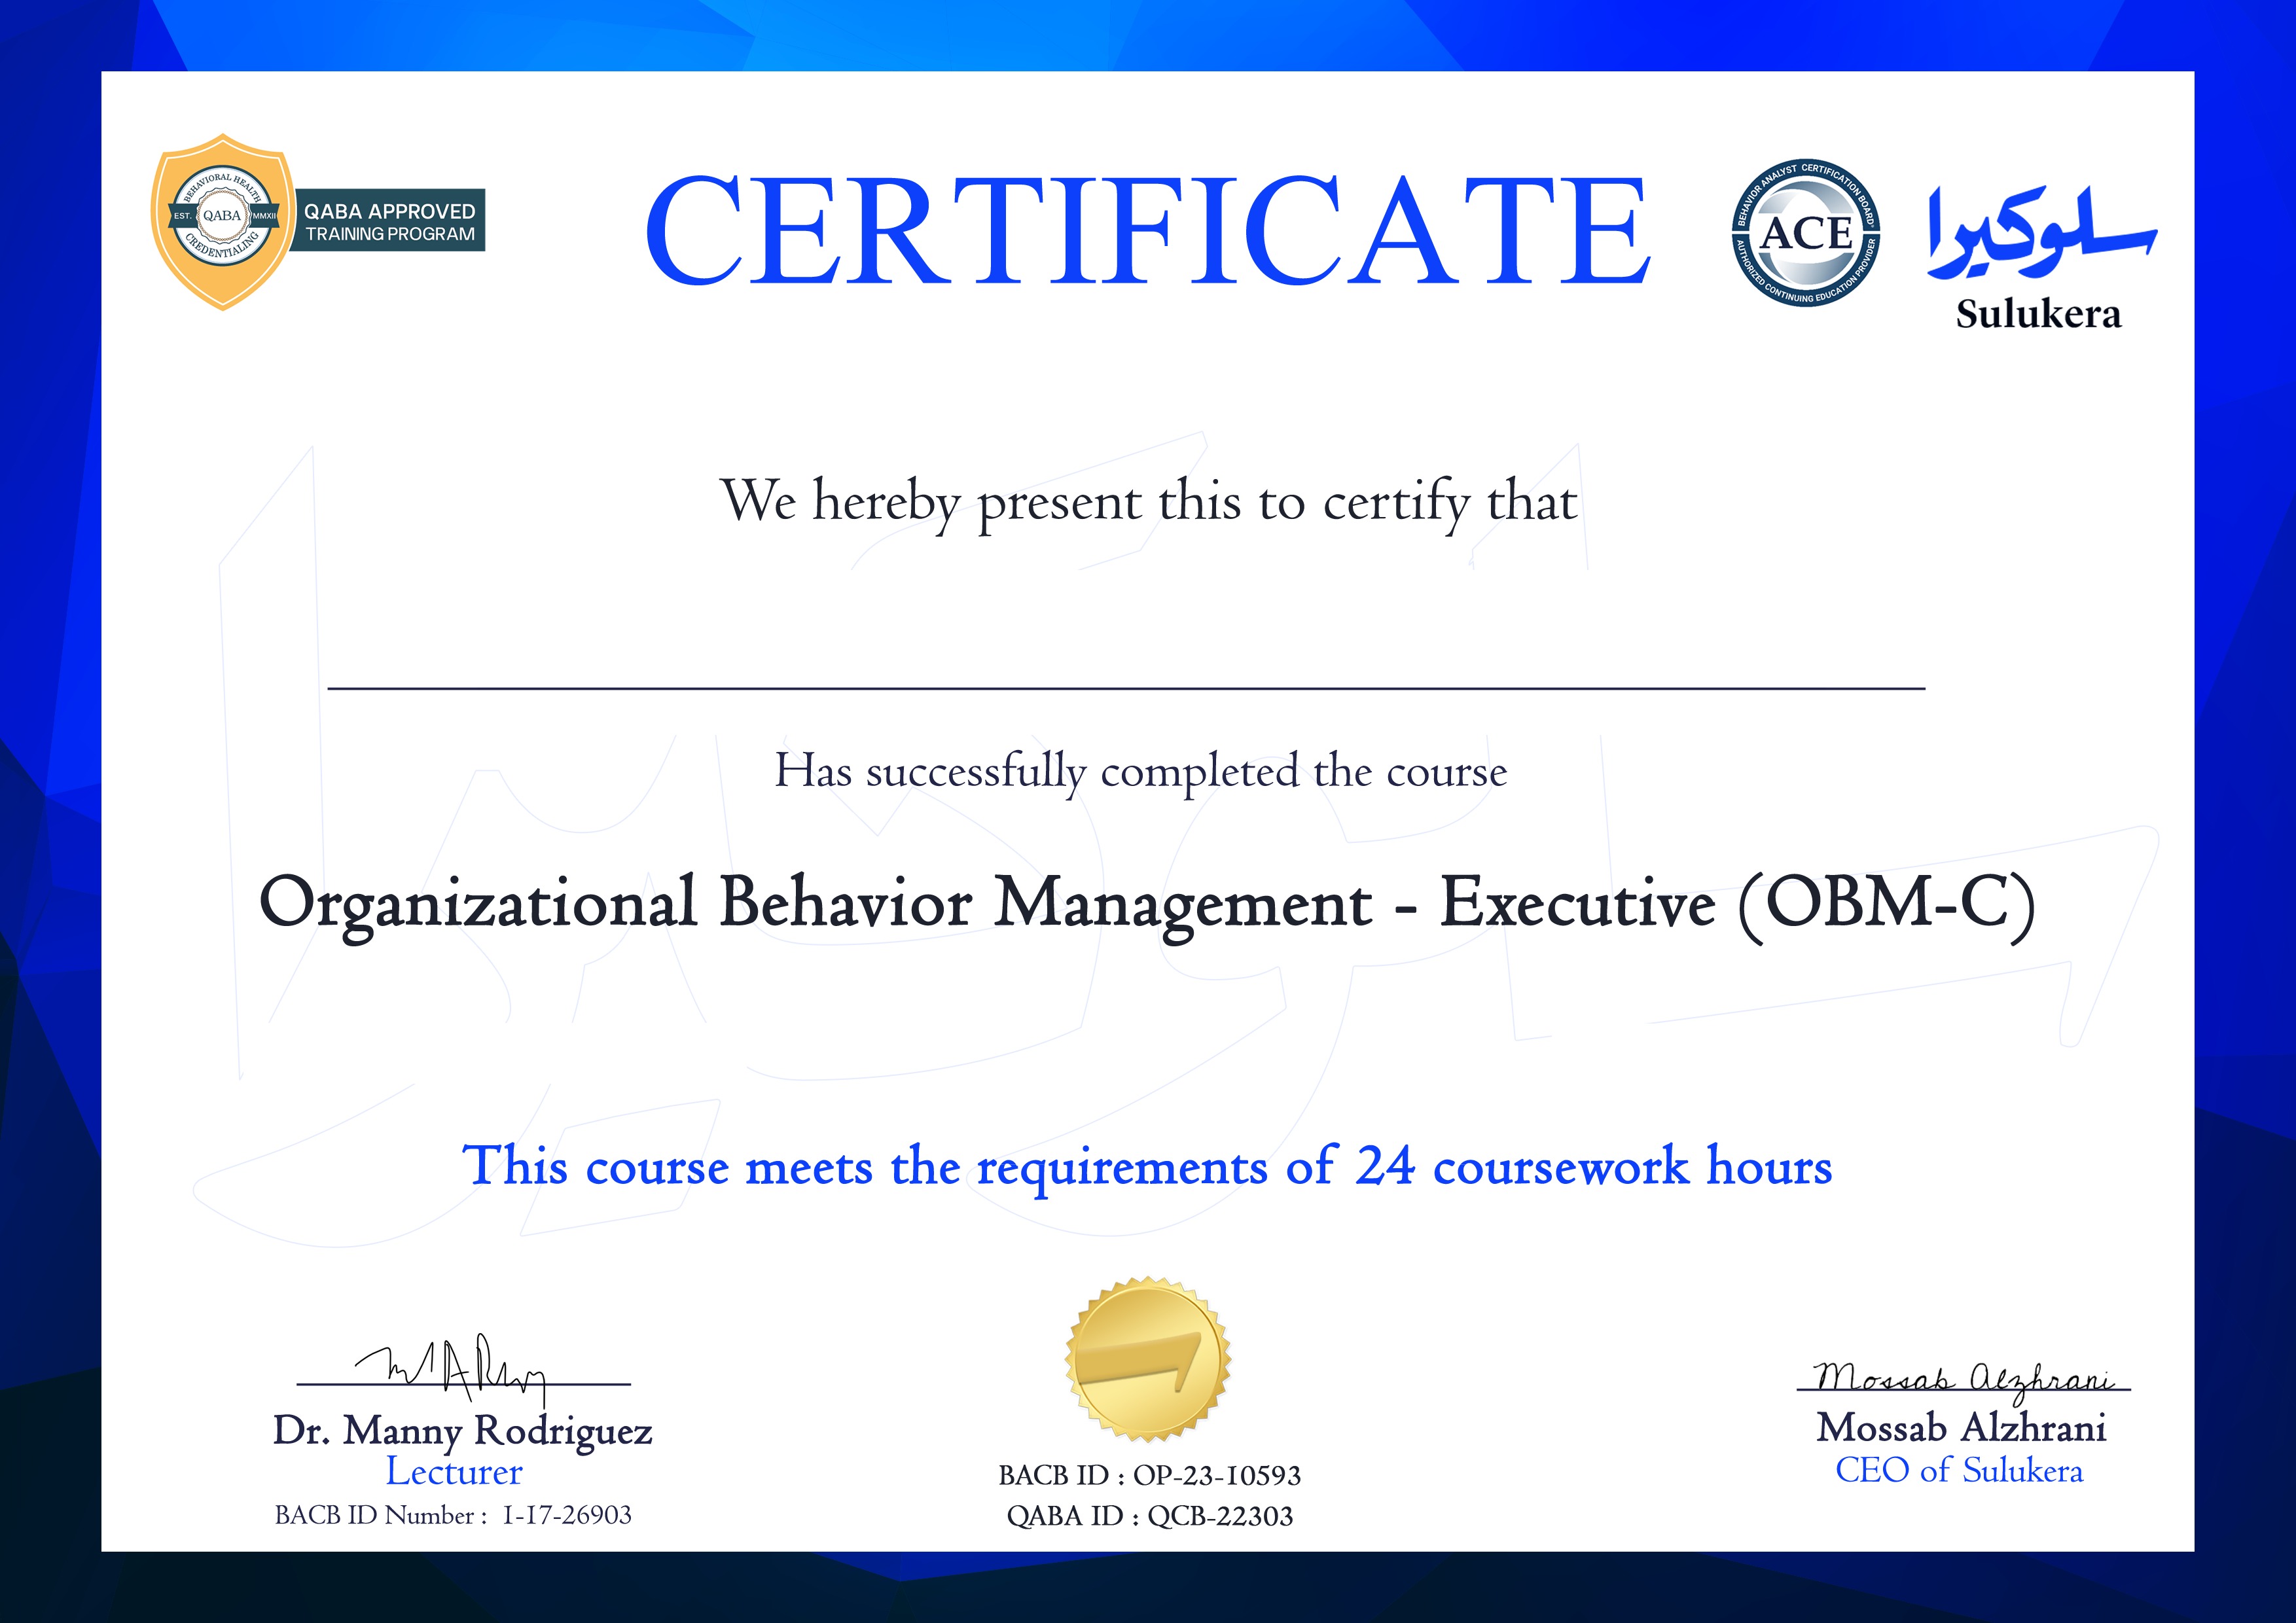 BEHAVIORAL HEALTH
EST. QABA MMXII
CREDENTIALING
QABA APPROVED
TRAINING PROGRAM
CERTIFICATE
BEHAVIOR ANALYST CERTIFICATION BOARD®
ACE
AUTHORIZED CONTINUING EDUCATION PROVIDER
سلوكيرا
Sulukera
We hereby present this to certify that
Has successfully completed the course
Organizational Behavior Management - Executive (OBM-C)
This course meets the requirements of 24 coursework hours
Dr. Manny Rodriguez
Lecturer
BACB ID Number : 1-17-26903
BACB ID : OP-23-10593
QABA ID : QCB-22303
Mossab Alzhrani
Mossab Alzhrani
CEO of Sulukera